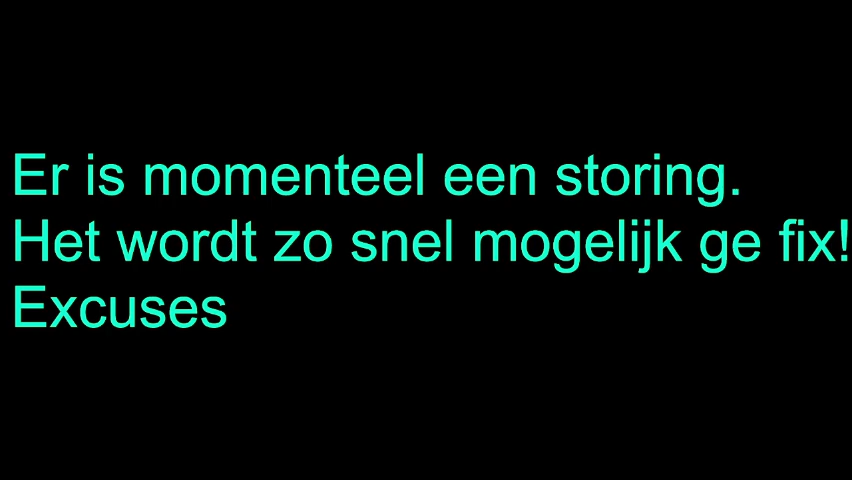 Er is momenteel een storing.
Het wordt zo snel mogelijk ge fix!
Excuses